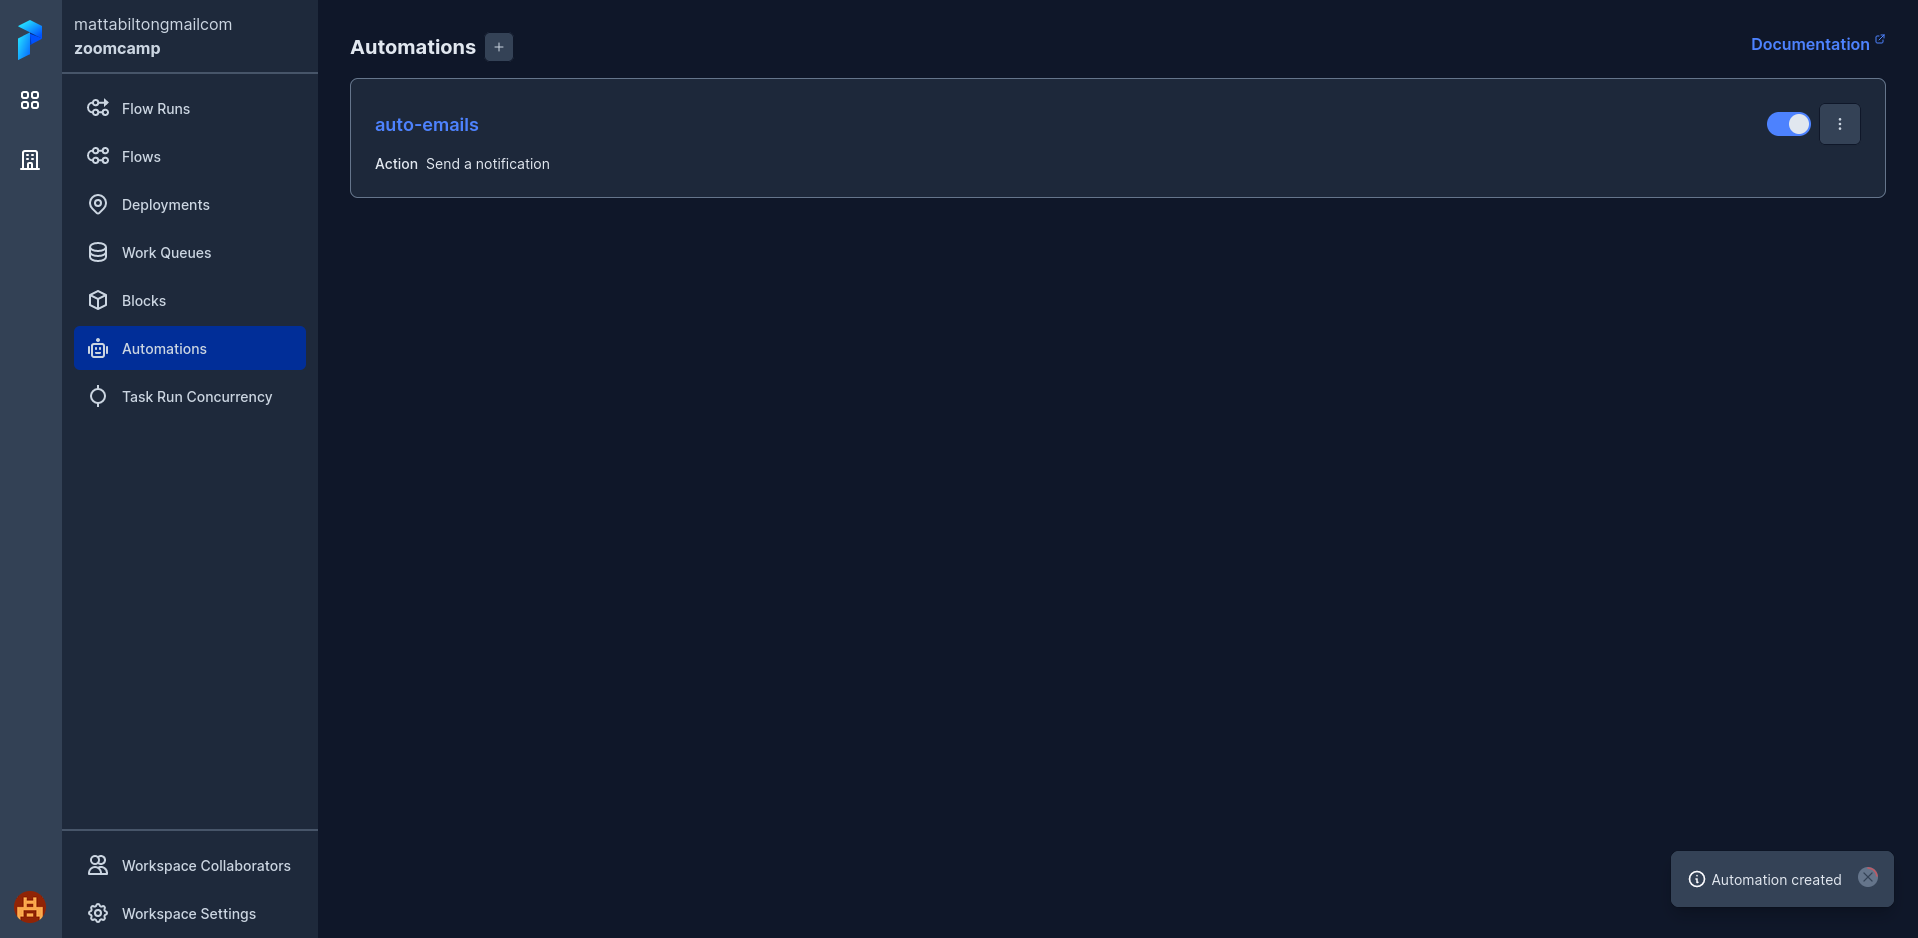 mattabiltongmailcom
zoomcamp
Flow Runs
Flows
Deployments
Work Queues
Blocks
Automations
Task Run Concurrency
Workspace Collaborators
Workspace Settings
Automations
Documentation
auto-emails
Action Send a notification
Automation created